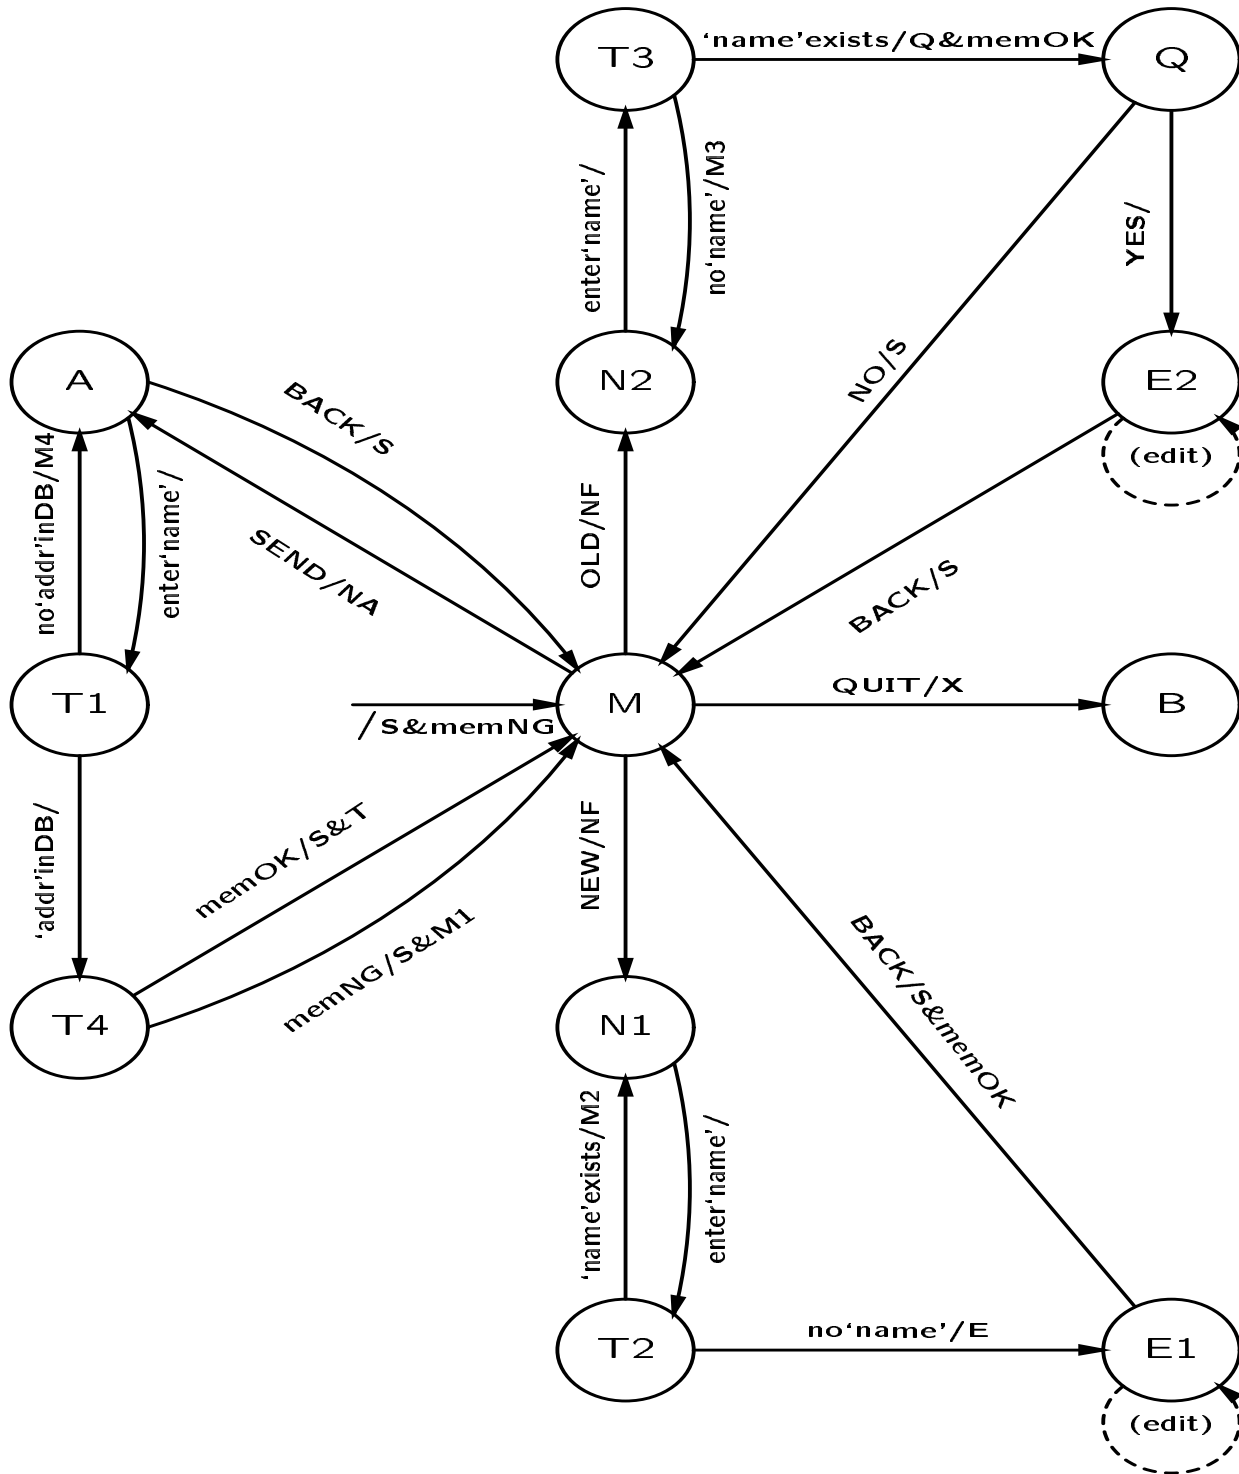 T3
‘name’exists/Q&memOK
Q
enter‘name’/
no‘name’/M3
YES/
A
N2
NO/S
E2
BACK/S
(edit)
no‘addr’inDB/M4
enter‘name’/
SEND/NA
OLD/NF
BACK/S
T1
M
QUIT/X
B
/S&memNG
‘addr’inDB/
memOK/S&T
NEW/NF
memNG/S&M1
BACK/S&memOK
T4
N1
‘name’exists/M2
enter‘name’/
T2
no‘name’/E
E1
(edit)